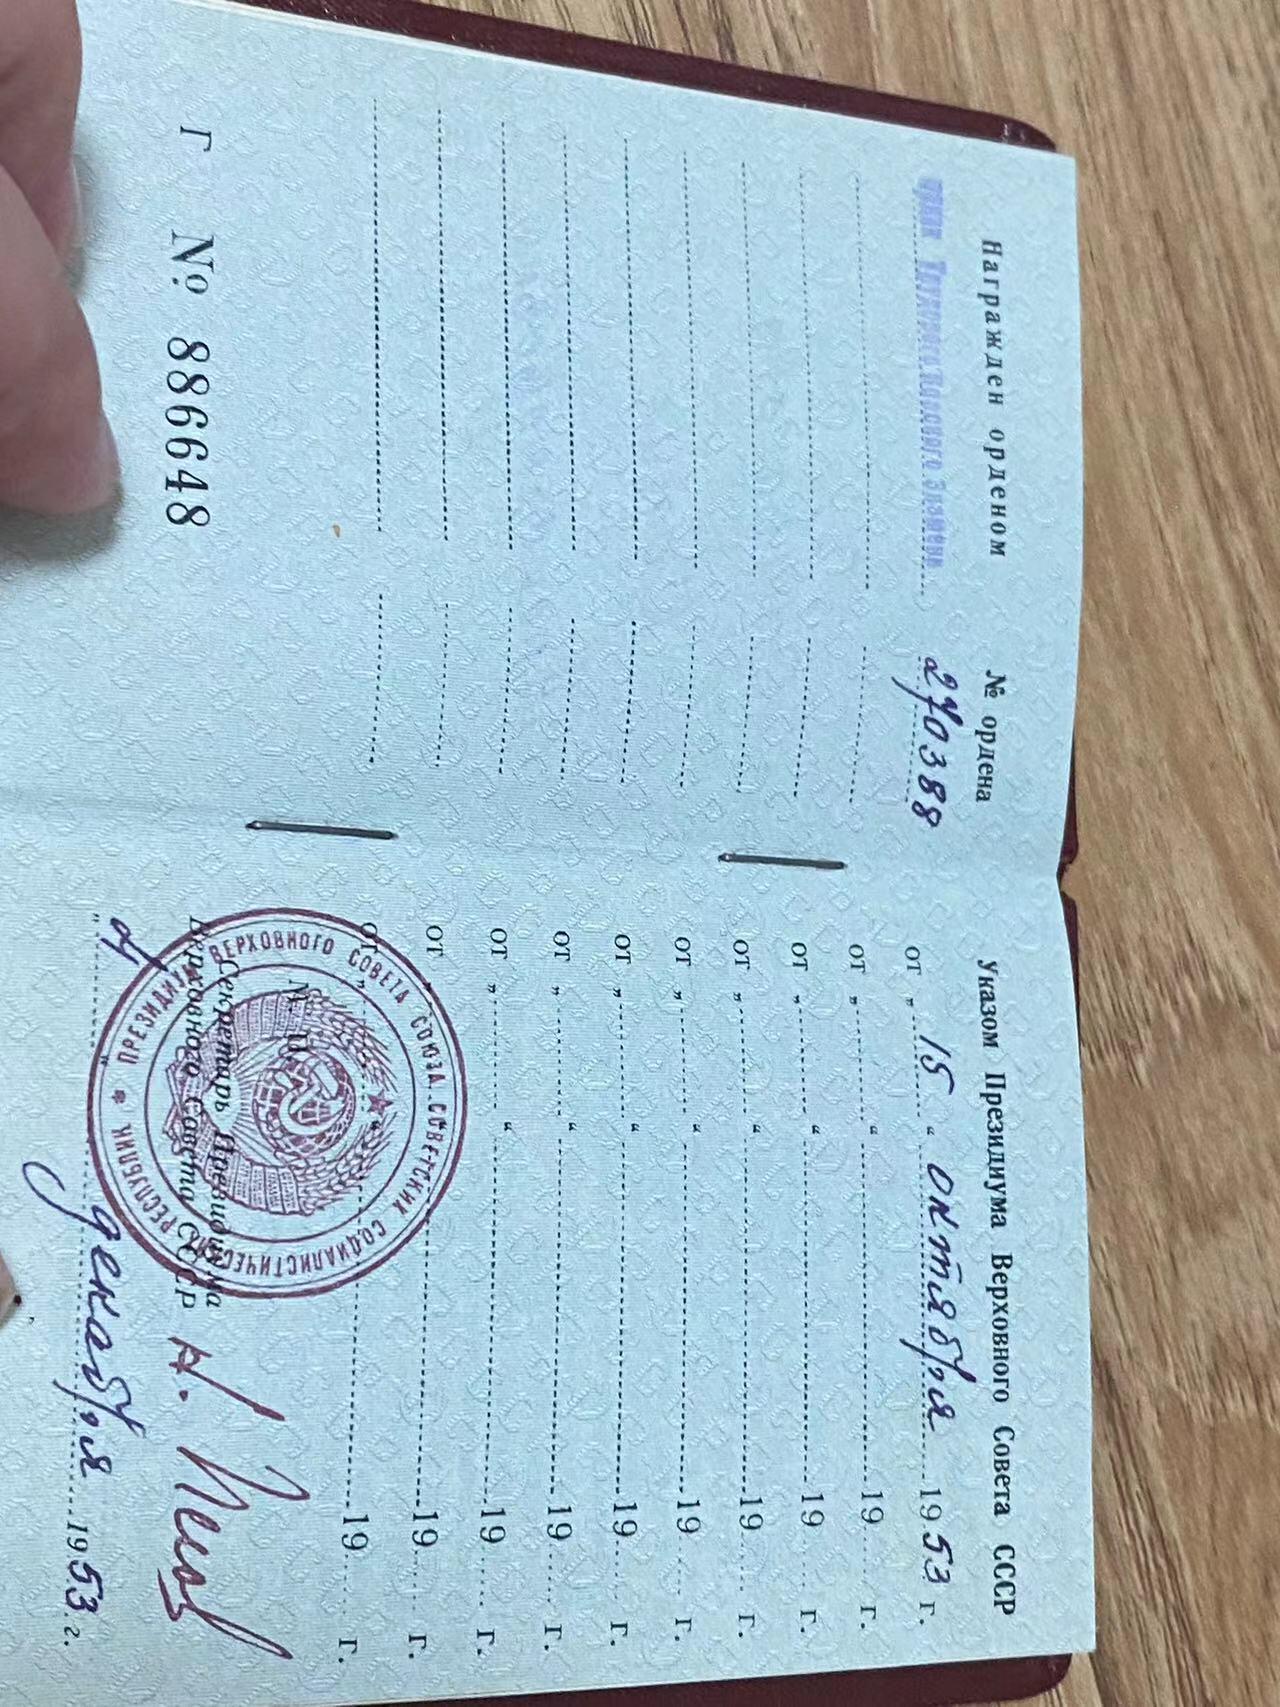 Награжден орденом № ордена
орден Трудового Красного Знамени 270388
Г № 886648
Указом Президиума Верховного Совета СССР
от „ 15 “ октября 1953 г.
от „ “ 19 г.
от „ “ 19 г.
от „ “ 19 г.
от „ “ 19 г.
от „ “ 19 г.
от „ “ 19 г.
от „ “ 19 г.
от „ “ 19 г.
от „ “ 19 г.
М. П.
ПРЕЗИДИУМ ВЕРХОВНОГО СОВЕТА СОЮЗА СОВЕТСКИХ СОЦИАЛИСТИЧЕСКИХ РЕСПУБЛИК *
Секретарь Президиума
Верховного Совета СССР Н. Пегов
декабря 1953 г.